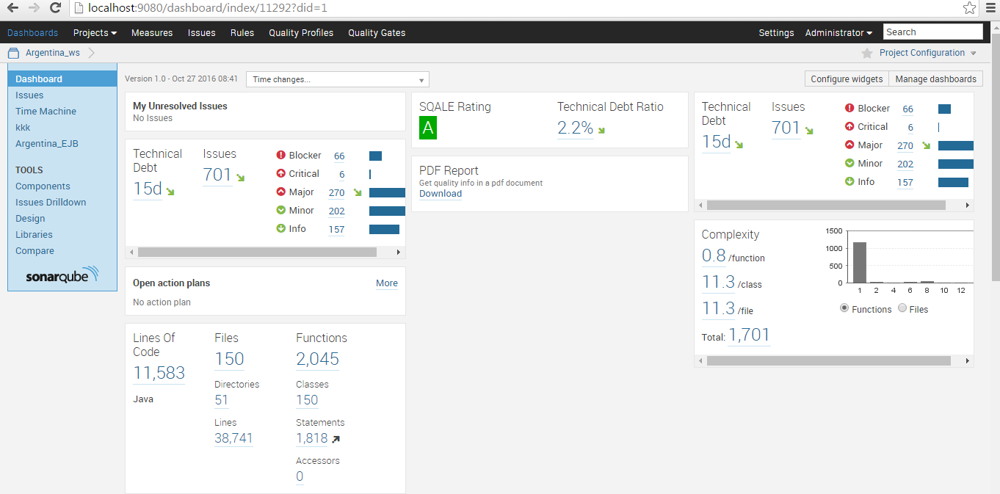 localhost:9080/dashboard/index/11292?did=1
Dashboards Projects Measures Issues Rules Quality Profiles Quality Gates Settings Administrator Search
Argentina_ws Project Configuration
Dashboard
Issues
Time Machine
kkk
Argentina_EJB
TOOLS
Components
Issues Drilldown
Design
Libraries
Compare
sonarqube
Version 1.0 - Oct 27 2016 08:41 Time changes... Configure widgets Manage dashboards
My Unresolved Issues
No Issues
Technical Debt
15d
Issues
701
Blocker 66
Critical 6
Major 270
Minor 202
Info 157
Open action plans More
No action plan
Lines Of Code
11,583
Java
Files
150
Directories
51
Lines
38,741
Functions
2,045
Classes
150
Statements
1,818
Accessors
0
SQALE Rating
A
Technical Debt Ratio
2.2%
PDF Report
Get quality info in a pdf document
Download
Technical Debt
15d
Issues
701
Blocker 66
Critical 6
Major 270
Minor 202
Info 157
Complexity
0.8 /function
11.3 /class
11.3 /file
Total: 1,701
1500
1000
500
0
1 2 4 6 8 10 12
Functions Files